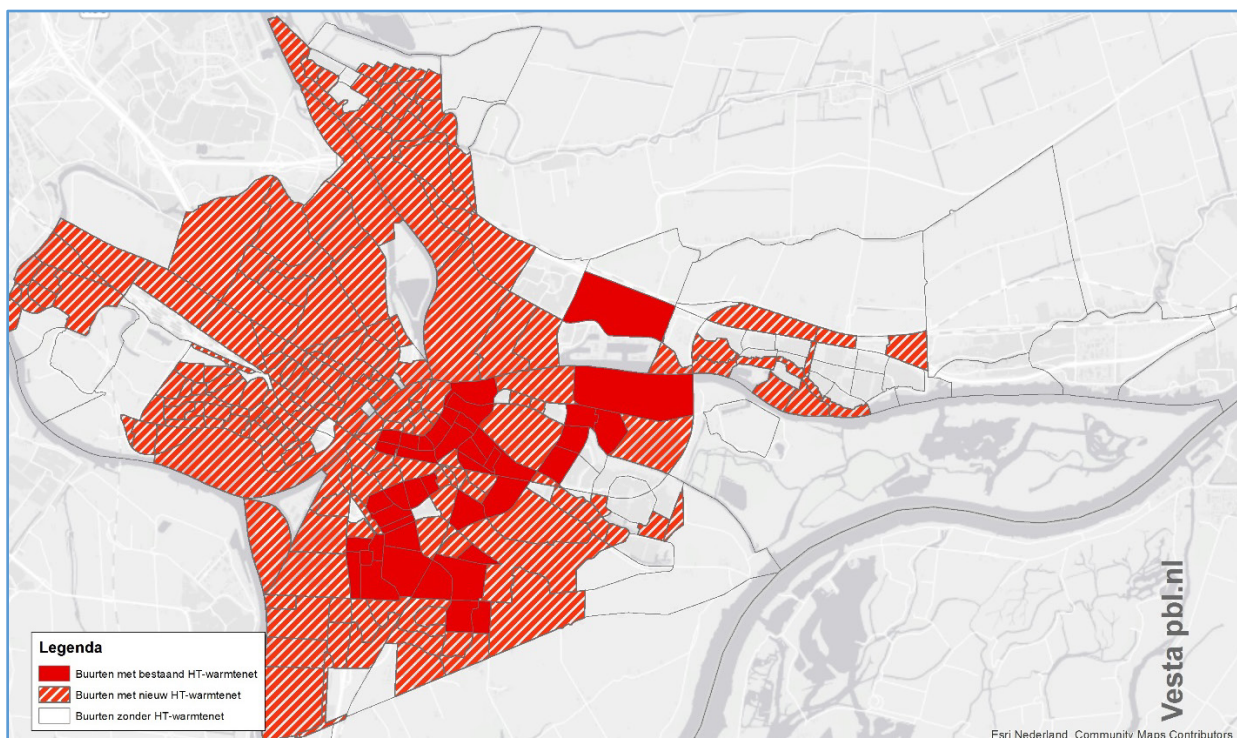 Legenda
Buurten met bestaand HT-warmtenet
Buurten met nieuw HT-warmtenet
Buurten zonder HT-warmtenet
Vesta pbl.nl
Esri Nederland, Community Maps Contributors